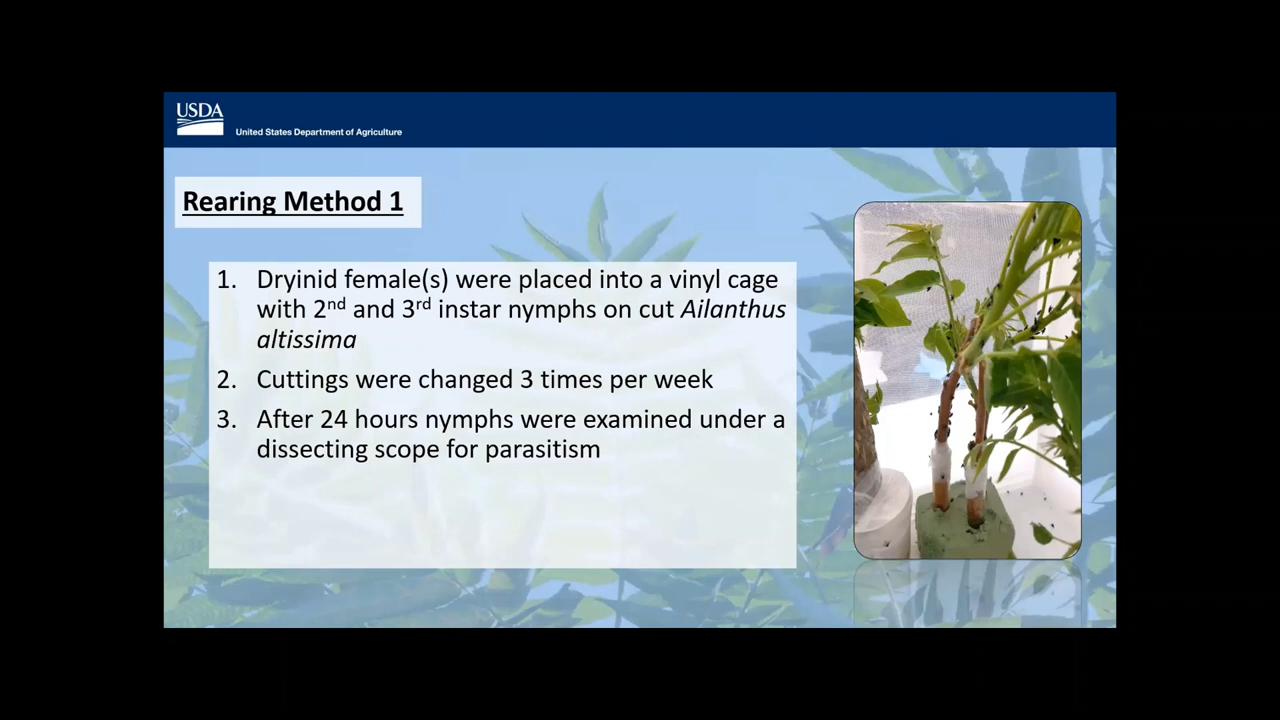 USDA
United States Department of Agriculture
Rearing Method 1
1. Dryinid female(s) were placed into a vinyl cage
with 2nd and 3rd instar nymphs on cut Ailanthus
altissima
2. Cuttings were changed 3 times per week
3. After 24 hours nymphs were examined under a
dissecting scope for parasitism